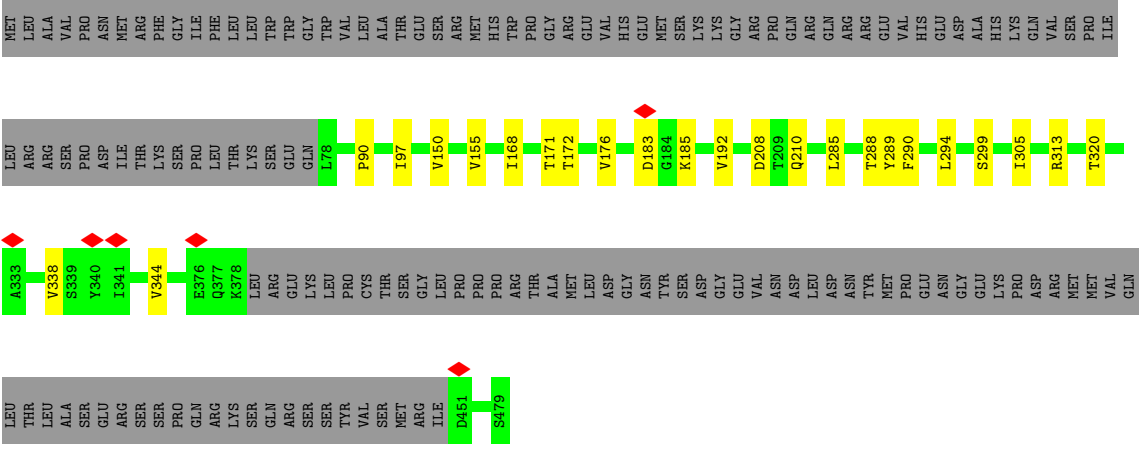 MET LEU ALA VAL PRO ASN MET ARG PHE GLY ILE PHE LEU LEU TRP TRP GLY TRP VAL LEU ALA THR GLU SER ARG MET HIS TRP PRO GLY ARG GLU VAL HIS GLU MET SER LYS LYS GLY ARG PRO GLN ARG GLN ARG ARG GLU VAL HIS GLU ASP ALA HIS LYS GLN VAL SER PRO ILE
LEU ARG ARG SER PRO ASP ILE THR LYS SER PRO LEU THR LYS SER GLU GLN L78 P90 I97 V150 V155 I168 T171 T172 V176 D183 G184 K185 V192 D208 T209 Q210 L285 T288 Y289 F290 L294 S299 I305 R313 T320
A333 V338 S339 Y340 I341 V344 E376 Q377 K378 LEU ARG GLU LYS LEU PRO CYS THR SER GLY LEU PRO PRO PRO ARG THR ALA MET LEU ASP GLY ASN TYR SER ASP GLY GLU VAL ASN ASP LEU ASP ASN TYR MET PRO GLU ASN GLY GLU LYS PRO ASP ARG MET MET VAL GLN
LEU THR LEU ALA SER GLU ARG SER SER PRO GLN ARG LYS SER GLN ARG SER SER TYR VAL SER MET ARG ILE D451 S479